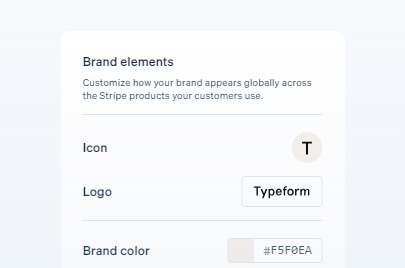 Brand elements
Customize how your brand appears globally across
the Stripe products your customers use.
Icon
T
Logo
Typeform
Brand color
#F5F0EA